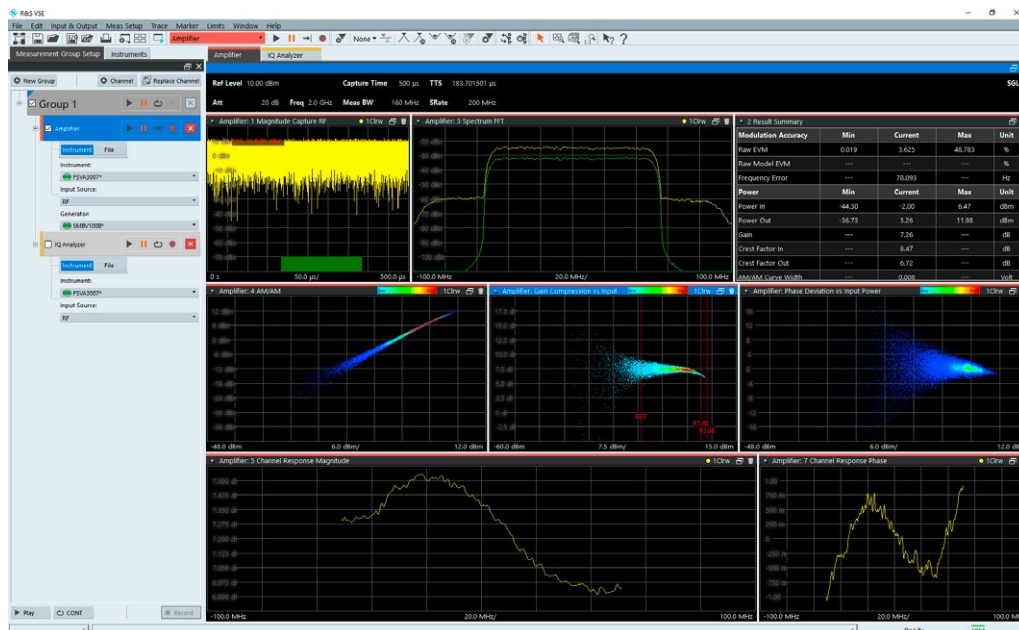 R&S VSE
File Edit Input & Output Meas Setup Trace Marker Limits Window Help
Amplifier
None
Measurement Group Setup Instruments
Amplifier IQ Analyzer
New Group Channel Replace Channel
Group 1
Amplifier
Instrument File
Instrument:
FSVA3007*
Input Source:
RF
Generator:
SMBV100B*
IQ Analyzer
Instrument File
Instrument:
FSVA3007*
Input Source:
RF
Play CONT Record
Ref Level 10.00 dBm Capture Time 500 µs TTS 183.701501 µs SGL
Att 20 dB Freq 2.0 GHz Meas BW 160 MHz SRate 200 MHz
Amplifier: 1 Magnitude Capture RF 1Clrw
0 dBm
0 s 50.0 µs/ 500.0 µs
Amplifier: 3 Spectrum FFT 1Clrw
-100.0 MHz 20.0 MHz/ 100.0 MHz
2 Result Summary
Modulation Accuracy Min Current Max Unit
Raw EVM 0.019 3.625 48.783 %
Raw Model EVM --- --- --- %
Frequency Error --- 78.093 --- Hz
Power Min Current Max Unit
Power In -44.30 -2.00 6.47 dBm
Power Out -36.73 5.26 11.98 dBm
Gain --- 7.26 --- dB
Crest Factor In --- 8.47 --- dB
Crest Factor Out --- 6.72 --- dB
AM/AM Curve Width --- 0.006 --- Volt
Amplifier: 4 AM/AM 1Clrw
-48.0 dBm 6.0 dBm/ 12.0 dBm
Amplifier: Gain Compression vs Input 1Clrw
REF
-60.0 dBm 7.5 dBm/ 15.0 dBm
Amplifier: Phase Deviation vs Input Power 1Clrw
-48.0 dBm 6.0 dBm/
Amplifier: 5 Channel Response Magnitude 1Clrw
-100.0 MHz 20.0 MHz/ 100.0 MHz
Amplifier: 7 Channel Response Phase 1Clrw
-100.0 MHz 20.0 MHz/ 100.0 MHz